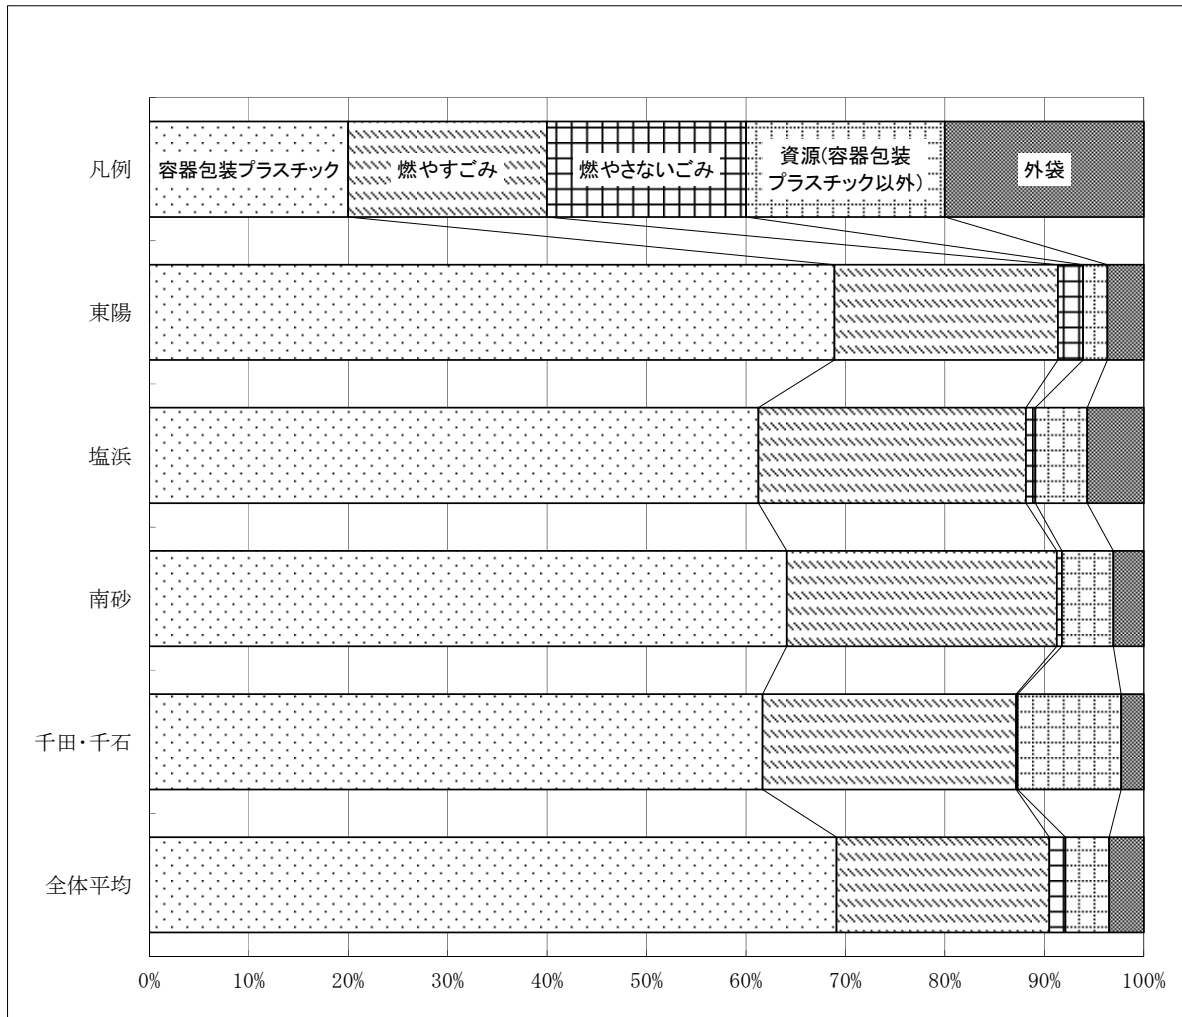 凡例
容器包装プラスチック
燃やすごみ
燃やさないごみ
資源(容器包装
プラスチック以外)
外袋
東陽
塩浜
南砂
千田・千石
全体平均
0% 10% 20% 30% 40% 50% 60% 70% 80% 90% 100%